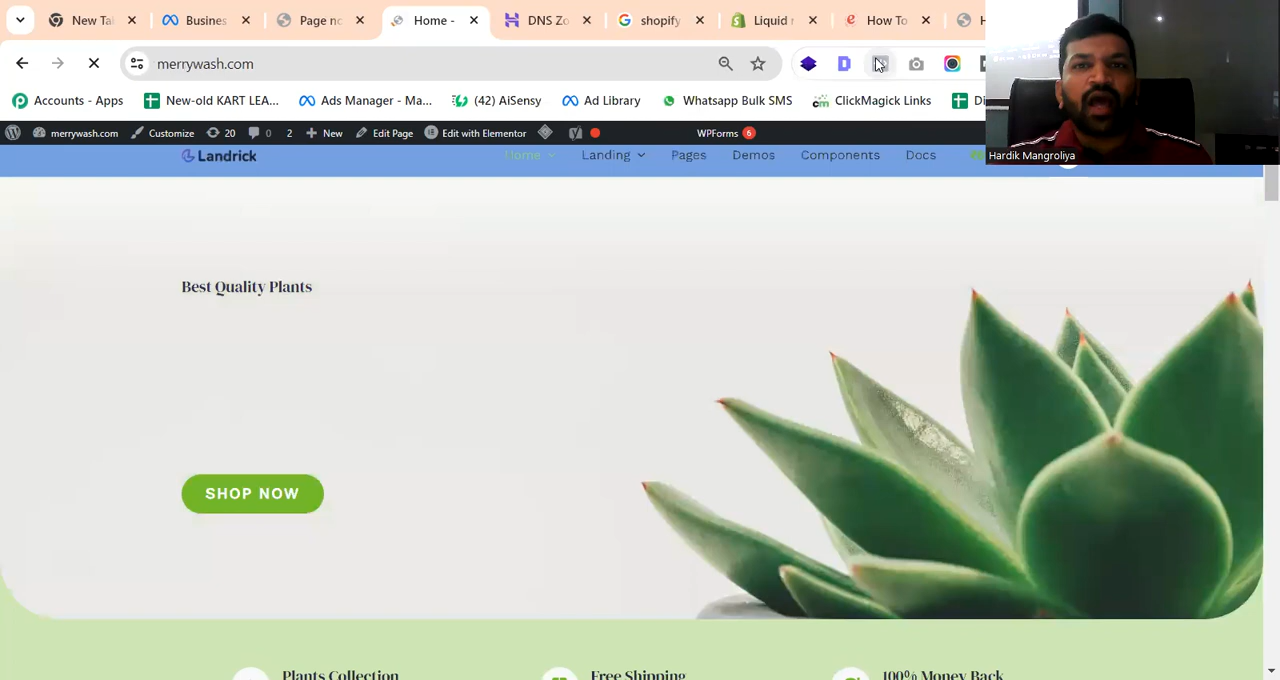 New Ta
Busines
Page no
Home -
DNS Zo
shopify
Liquid r
How To
H
merrywash.com
Accounts - Apps
New-old KART LEA...
Ads Manager - Ma...
(42) AiSensy
Ad Library
Whatsapp Bulk SMS
ClickMagick Links
Di
merrywash.com
Customize
20
0
2
New
Edit Page
Edit with Elementor
WPForms 6
Hardik Mangroliya
Landrick
Home
Landing
Pages
Demos
Components
Docs
Best Quality Plants
SHOP NOW
Plants Collection
Free Shipping
100% Money Back